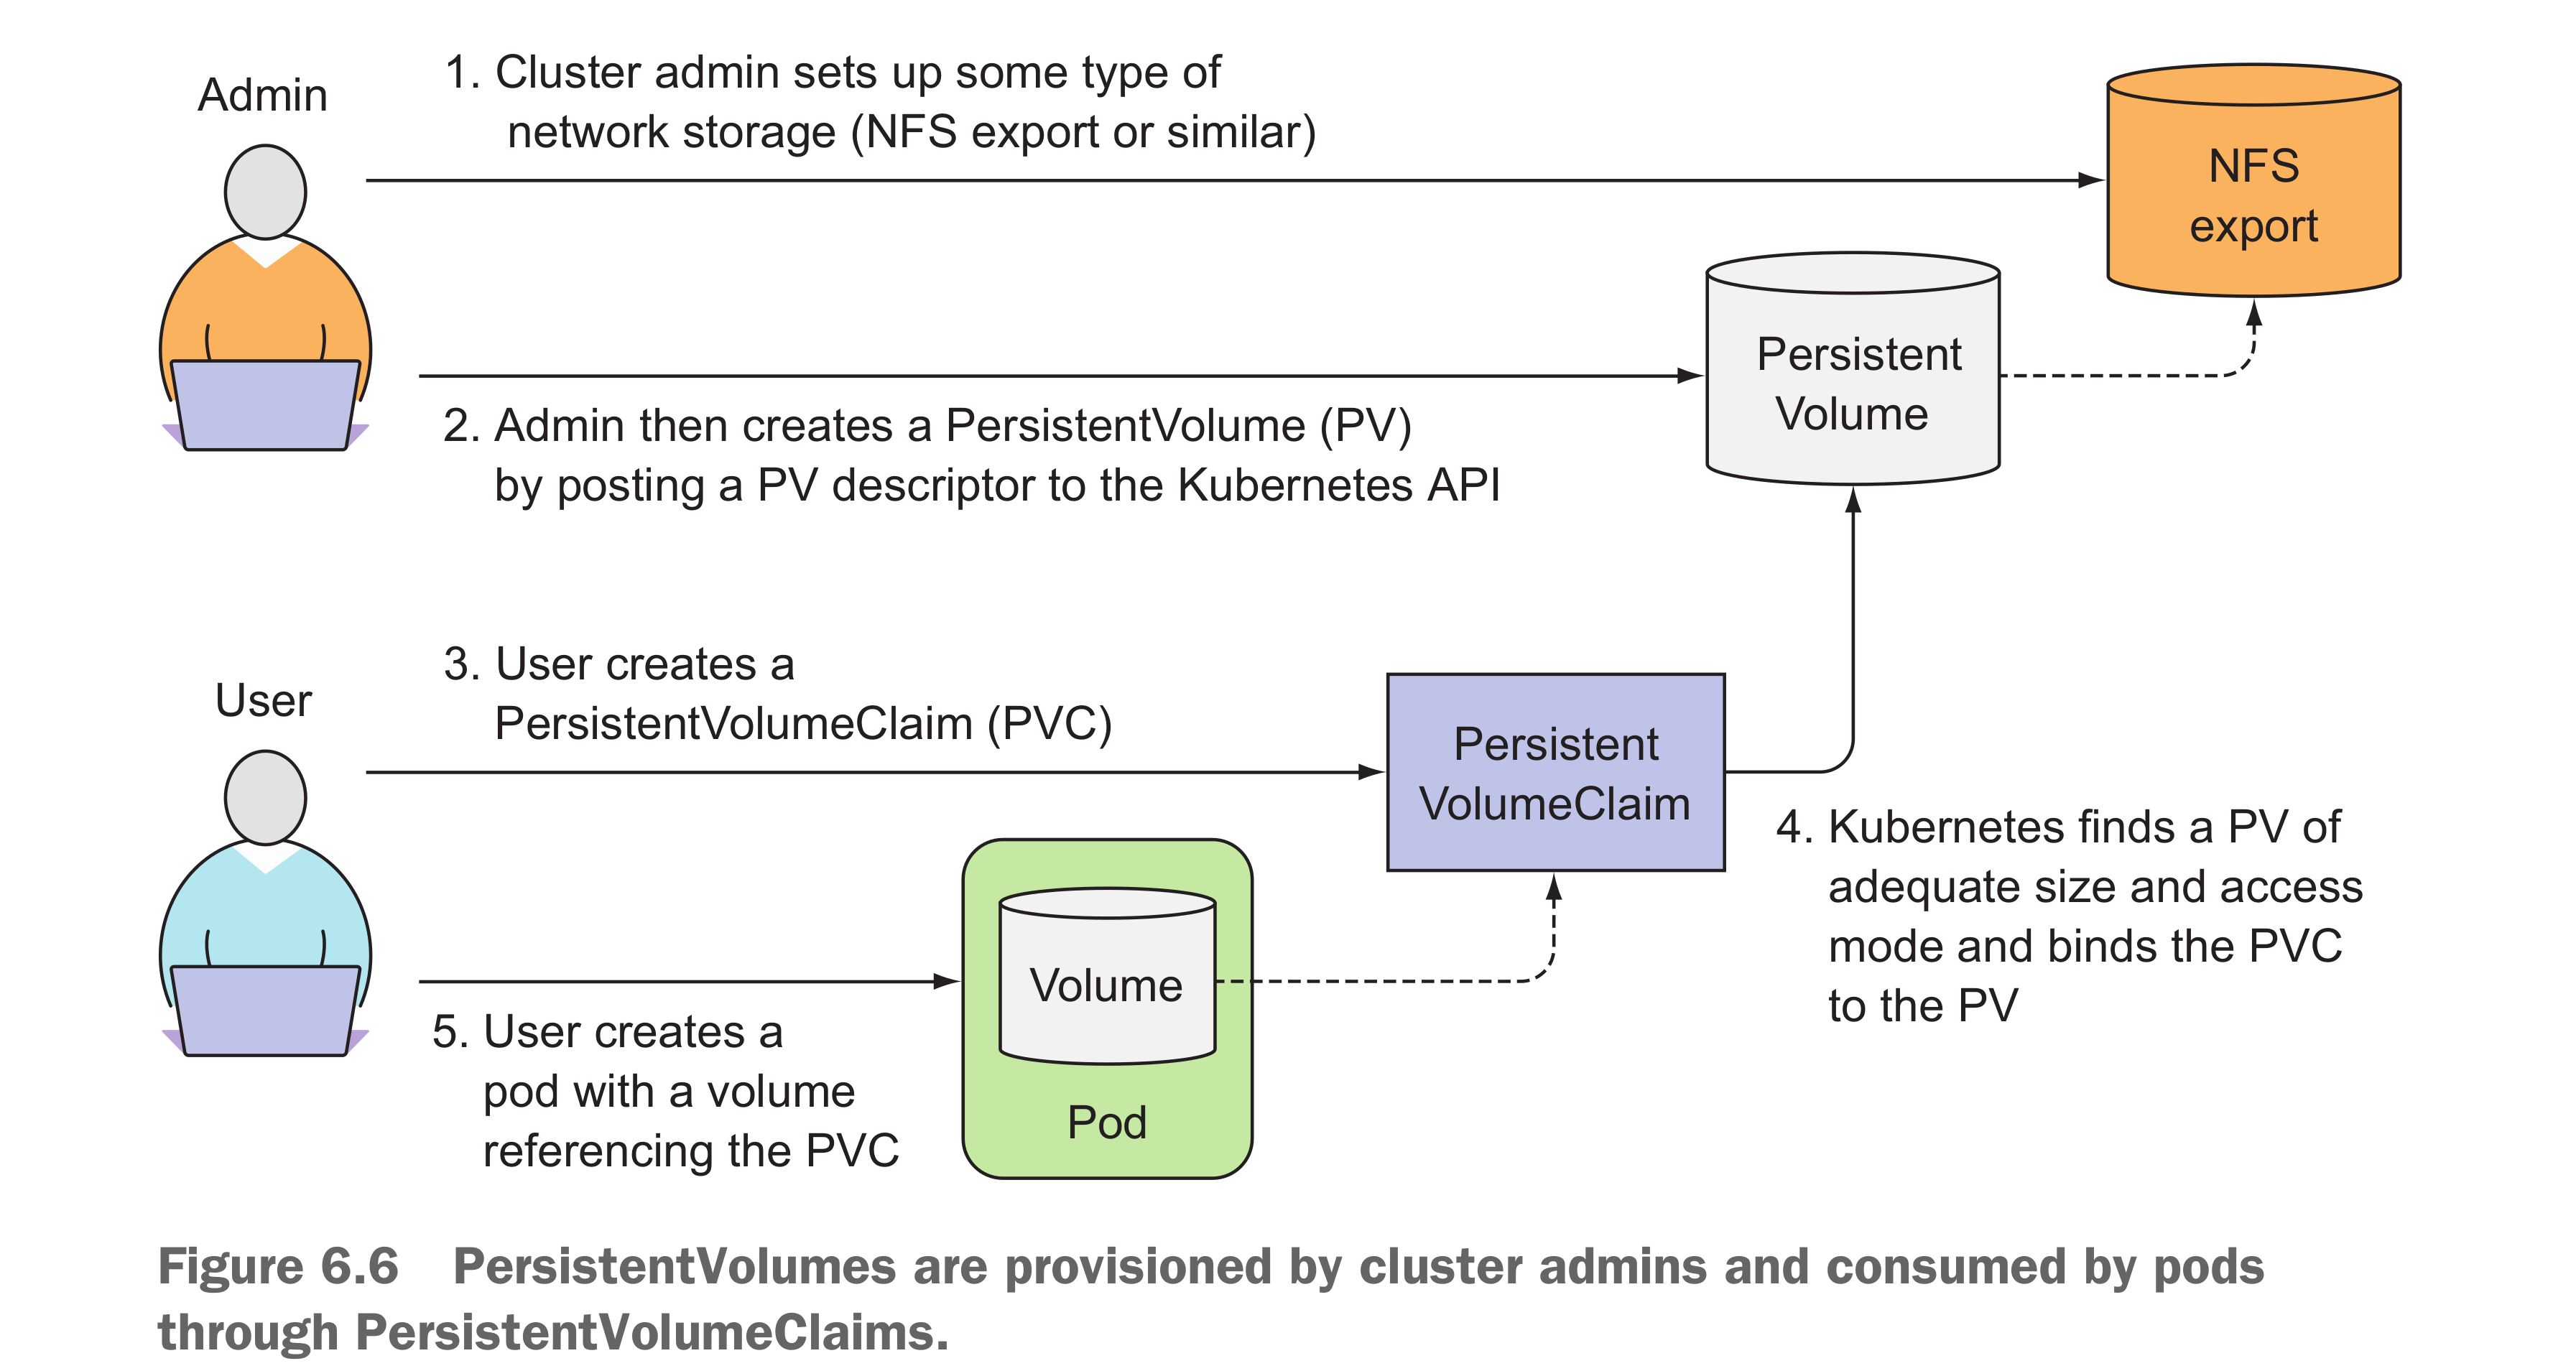 Admin
1. Cluster admin sets up some type of
network storage (NFS export or similar)
NFS
export
Persistent
Volume
2. Admin then creates a PersistentVolume (PV)
by posting a PV descriptor to the Kubernetes API
User
3. User creates a
PersistentVolumeClaim (PVC)
Persistent
VolumeClaim
4. Kubernetes finds a PV of
adequate size and access
mode and binds the PVC
to the PV
Volume
Pod
5. User creates a
pod with a volume
referencing the PVC
Figure 6.6 PersistentVolumes are provisioned by cluster admins and consumed by pods
through PersistentVolumeClaims.